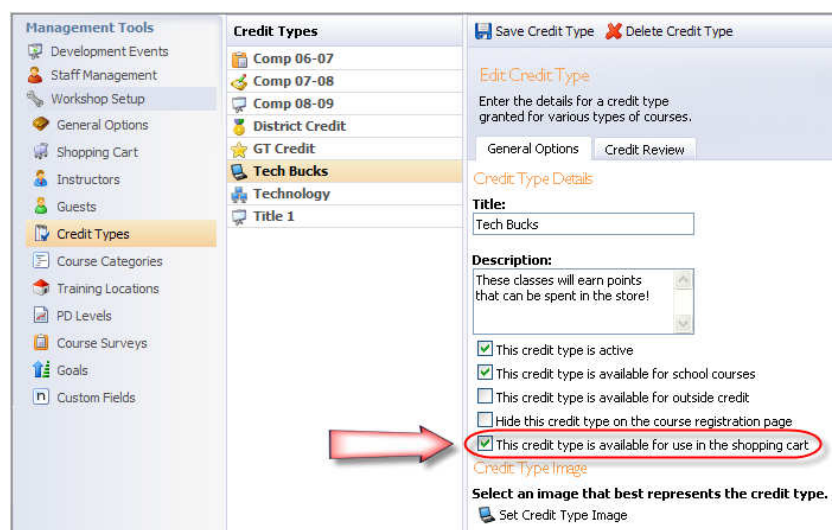 Management Tools
Development Events
Staff Management
Workshop Setup
General Options
Shopping Cart
Instructors
Guests
Credit Types
Course Categories
Training Locations
PD Levels
Course Surveys
Goals
n Custom Fields
Credit Types
Comp 06-07
Comp 07-08
Comp 08-09
District Credit
GT Credit
Tech Bucks
Technology
Title 1
Save Credit Type Delete Credit Type
Edit Credit Type
Enter the details for a credit type
granted for various types of courses.
General Options Credit Review
Credit Type Details
Title:
Tech Bucks
Description:
These classes will earn points
that can be spent in the store!
This credit type is active
This credit type is available for school courses
This credit type is available for outside credit
Hide this credit type on the course registration page
This credit type is available for use in the shopping cart
Credit Type Image
Select an image that best represents the credit type.
Set Credit Type Image